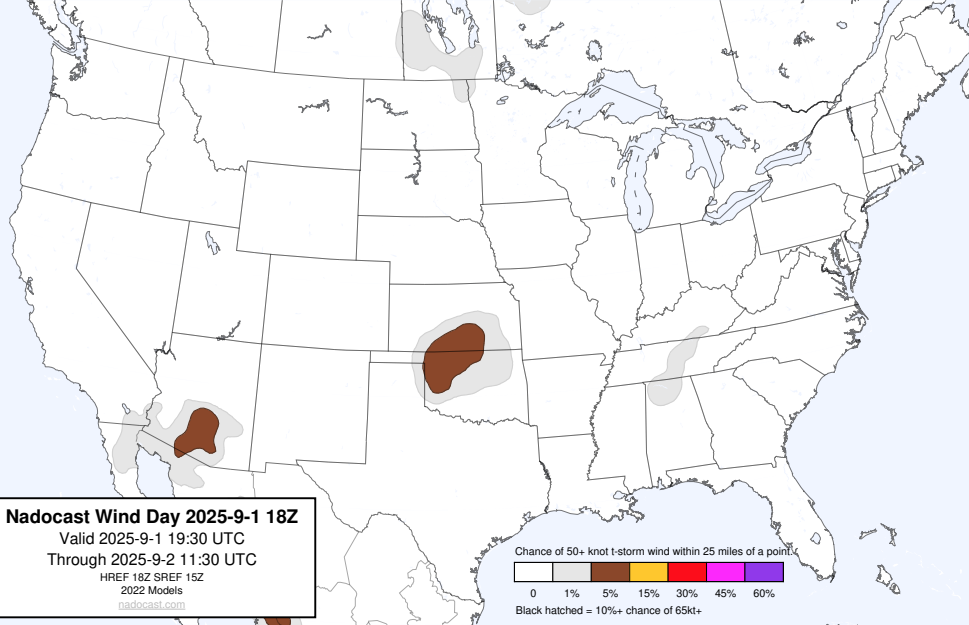 Nadocast Wind Day 2025-9-1 18Z
Valid 2025-9-1 19:30 UTC
Through 2025-9-2 11:30 UTC
HREF 18Z SREF 15Z
2022 Models
nadocast.com
Chance of 50+ knot t-storm wind within 25 miles of a point.
0 1% 5% 15% 30% 45% 60%
Black hatched = 10%+ chance of 65kt+